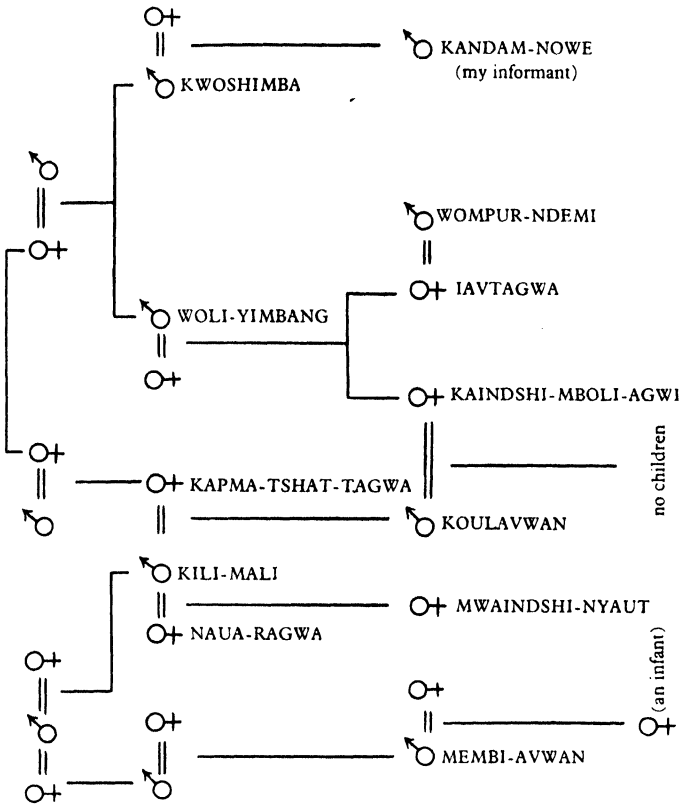 KANDAM-NOWE
(my informant)
KWOSHIMBA
WOMPUR-NDEMI
IAVTAGWA
WOLI-YIMBANG
KAINDSHI-MBOLI-AGWI
no children
KAPMA-TSHAT-TAGWA
KOULAVWAN
KILI-MALI
MWAINDSHI-NYAUT
NAUA-RAGWA
(an infant)
MEMBI-AVWAN